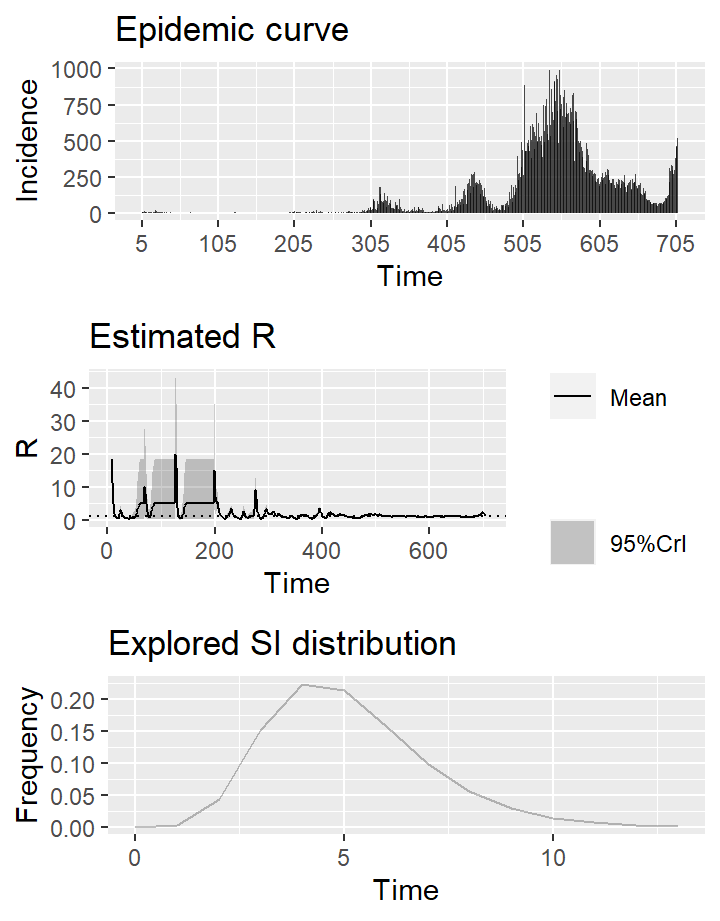 Epidemic curve
Incidence
1000
750
500
250
0
5 105 205 305 405 505 605 705
Time
Estimated R
R
40
30
20
10
0
0 200 400 600
Time
Mean
95%CrI
Explored SI distribution
Frequency
0.20
0.15
0.10
0.05
0.00
0 5 10
Time